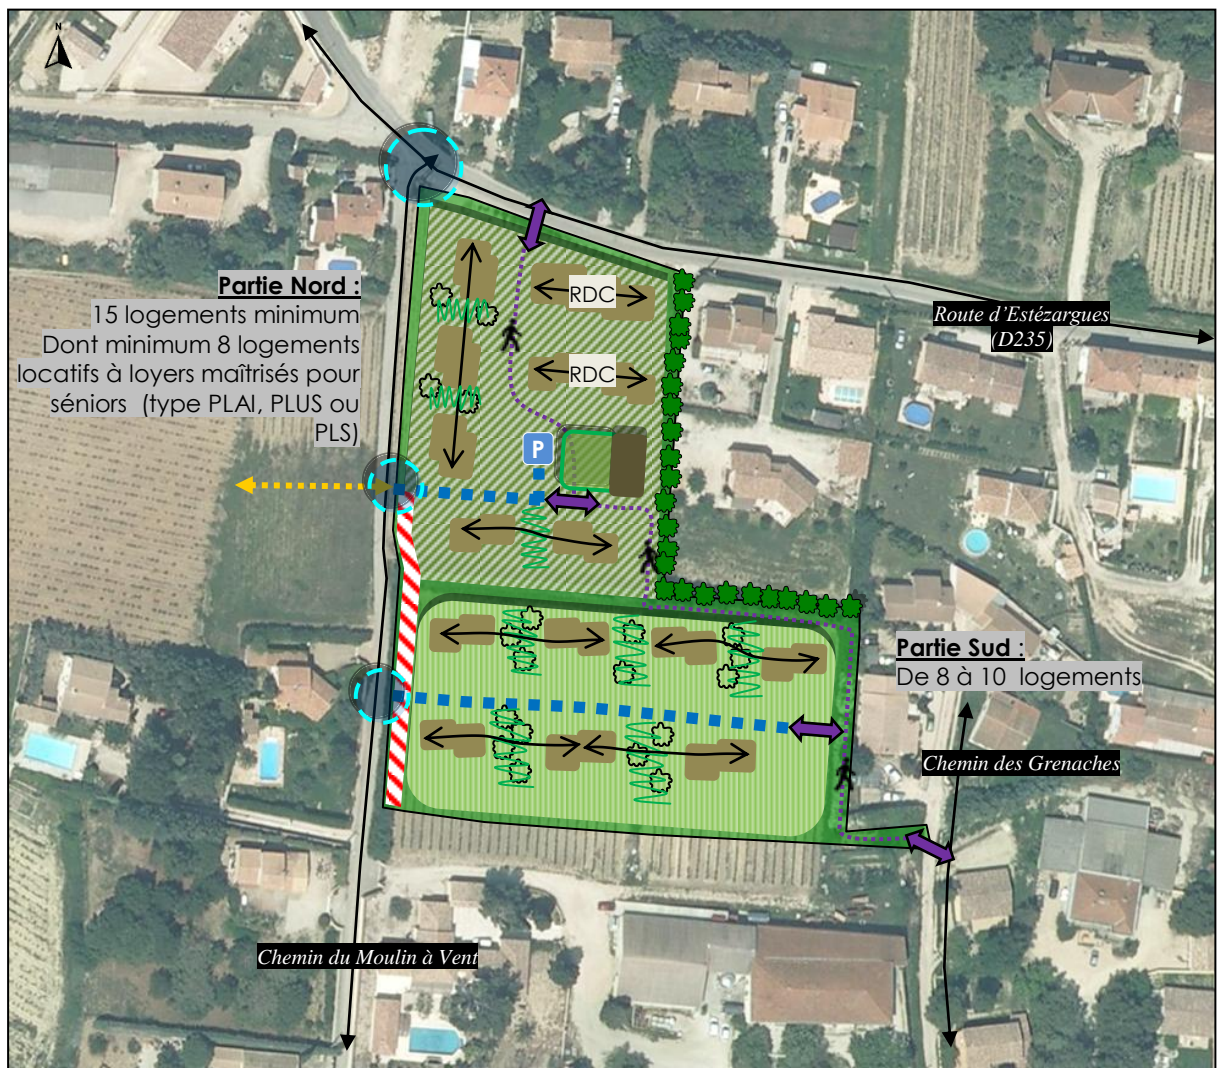 N
Partie Nord :
15 logements minimum
Dont minimum 8 logements
locatifs à loyers maîtrisés pour
séniors (type PLAI, PLUS ou
PLS)
RDC
RDC
P
Route d'Estézargues
(D235)
Partie Sud :
De 8 à 10 logements
Chemin des Grenaches
Chemin du Moulin à Vent